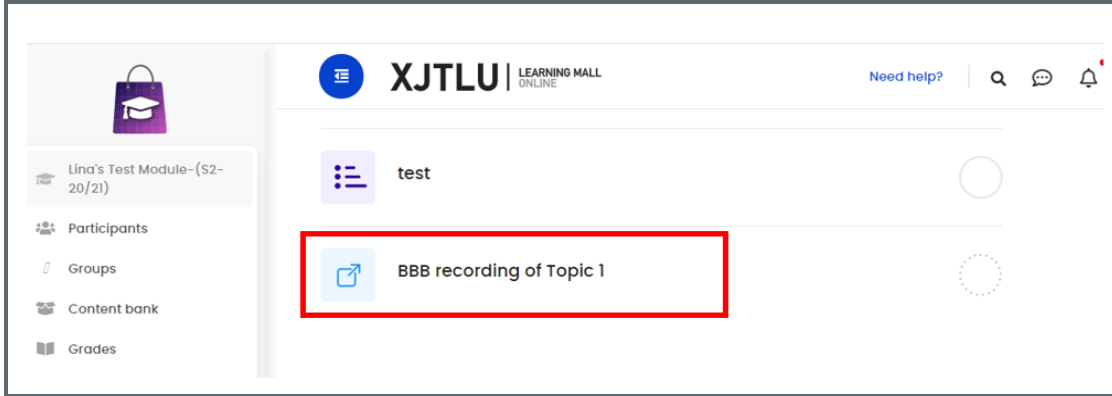 XJTLU LEARNING MALL
ONLINE
Need help?
Lina's Test Module-(S2-
20/21)
Participants
Groups
Content bank
Grades
test
BBB recording of Topic 1